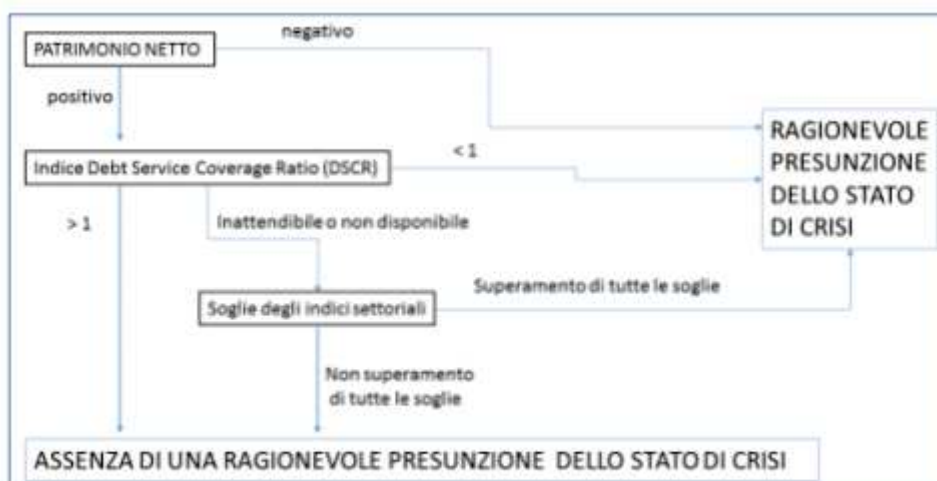 negativo
PATRIMONIO NETTO
positivo
RAGIONEVOLE
PRESUNZIONE
DELLO STATO
DI CRISI
< 1
Indice Debt Service Coverage Ratio (DSCR)
> 1
Inattendibile o non disponibile
Superamento di tutte le soglie
Soglie degli indici settoriali
Non superamento
di tutte le soglie
ASSENZA DI UNA RAGIONEVOLE PRESUNZIONE DELLO STATO DI CRISI